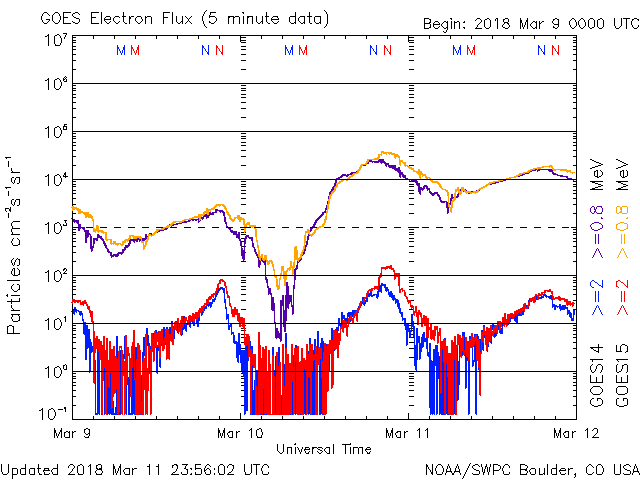 GOES Electron Flux (5 minute data)
Begin: 2018 Mar 9 0000 UTC
10⁷
M M N N M M N N M M N N
10⁶
10⁵
10⁴
10³
10²
10¹
10⁰
10⁻¹
Particles cm⁻²s⁻¹sr⁻¹
Mar 9 Mar 10 Mar 11 Mar 12
Universal Time
GOES14 >=2 >=0.8 MeV
GOES15 >=2 >=0.8 MeV
Updated 2018 Mar 11 23:56:02 UTC
NOAA/SWPC Boulder, CO USA